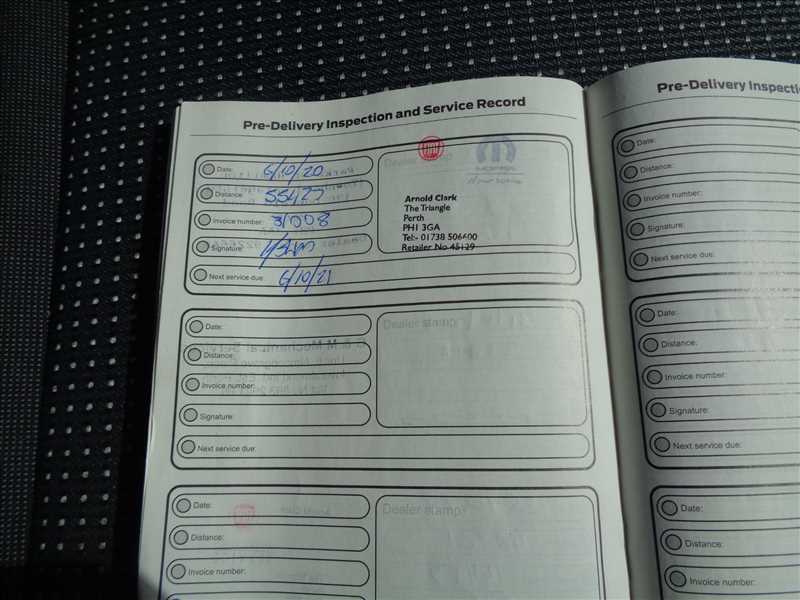 Pre-Delivery Inspection and Service Record
Date: 6/10/20
Distance: 55477
Invoice number: 31008
Signature:
Next service due: 6/10/21
FIAT
Arnold Clark
The Triangle
Perth
PH1 3GA
Tel:- 01738 506600
Retailer No 45129
Date:
Distance:
Invoice number:
Signature:
Next service due:
Dealer stamp:
Date:
Distance:
Invoice number:
Dealer stamp:
Pre-Delivery Inspecti
Date:
Distance:
Invoice number:
Signature:
Next service due:
Date:
Distance:
Invoice number:
Signature:
Next service due:
Date:
Distance:
Invoice number: